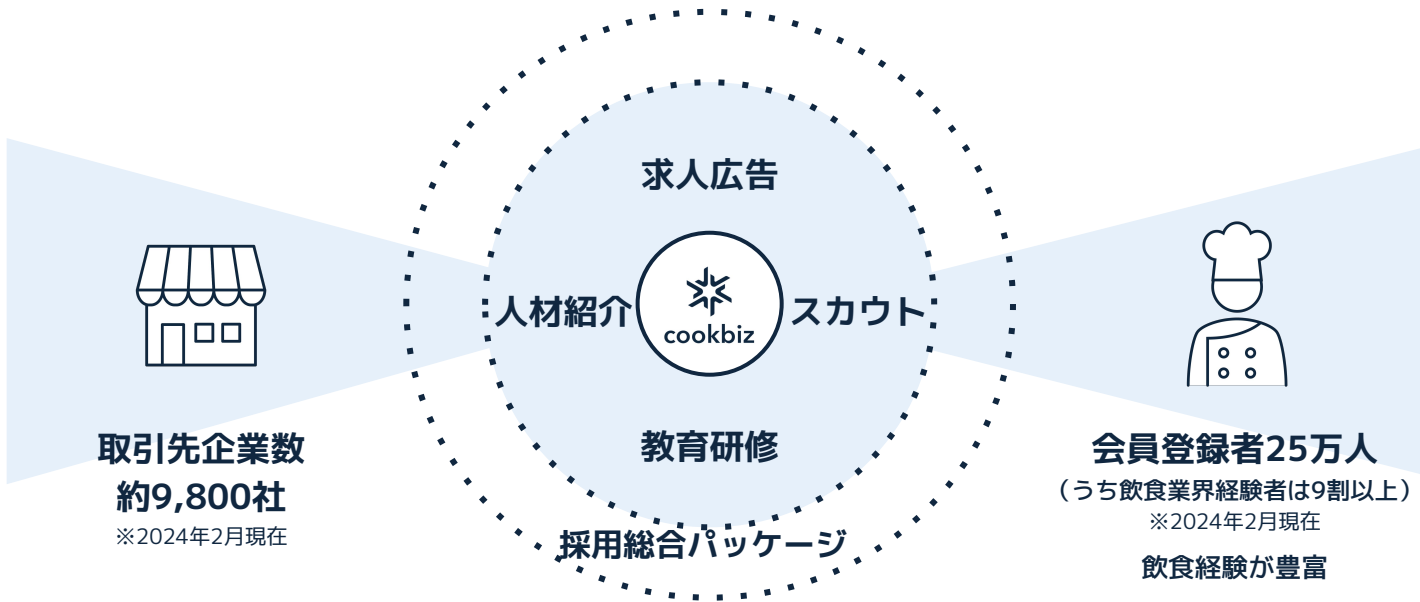 求人広告
人材紹介
cookbiz
スカウト
教育研修
採用総合パッケージ
取引先企業数
約9,800社
※2024年2月現在
会員登録者25万人
（うち飲食業界経験者は9割以上）
※2024年2月現在
飲食経験が豊富